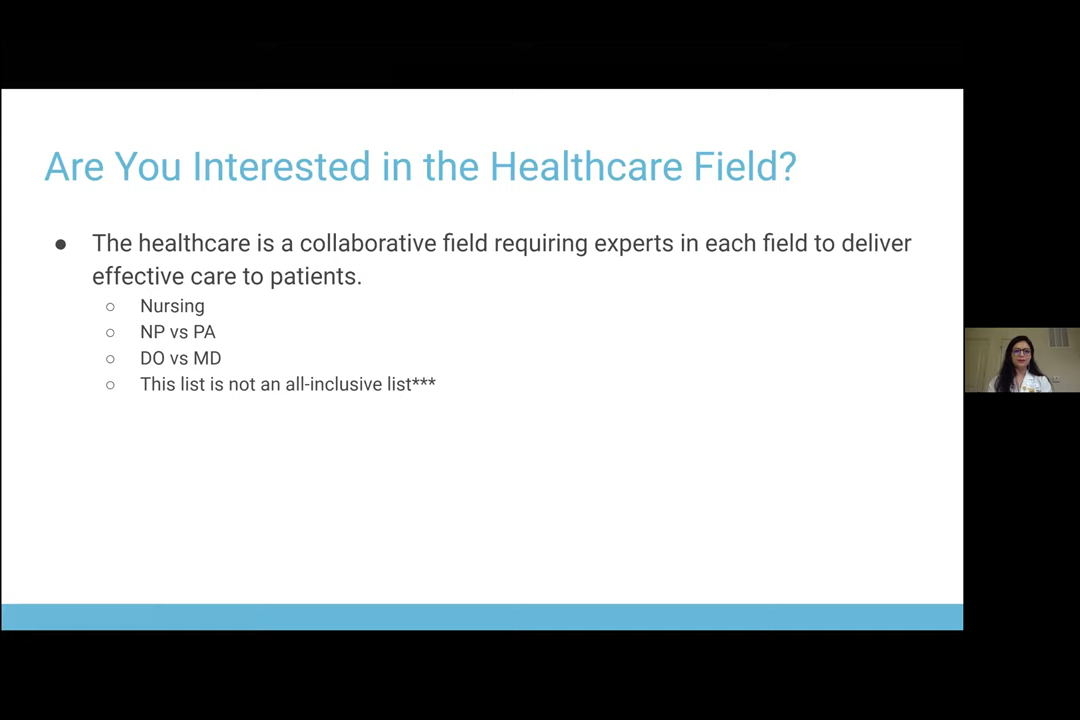 Are You Interested in the Healthcare Field?
● The healthcare is a collaborative field requiring experts in each field to deliver
effective care to patients.
○ Nursing
○ NP vs PA
○ DO vs MD
○ This list is not an all-inclusive list***